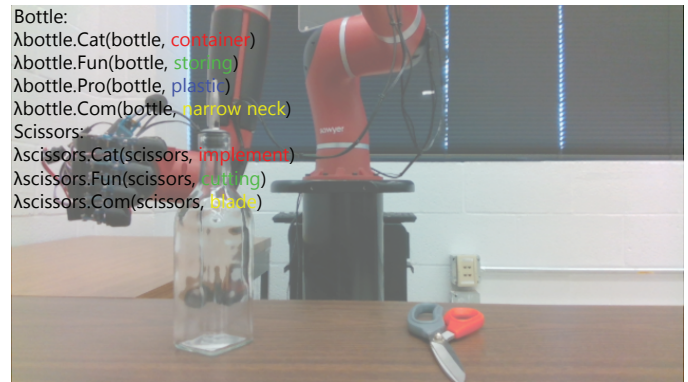 Bottle:
λbottle.Cat(bottle, container)
λbottle.Fun(bottle, storing)
λbottle.Pro(bottle, plastic)
λbottle.Com(bottle, narrow neck)
Scissors:
λscissors.Cat(scissors, implement)
λscissors.Fun(scissors, cutting)
λscissors.Com(scissors, blade)
sawyer